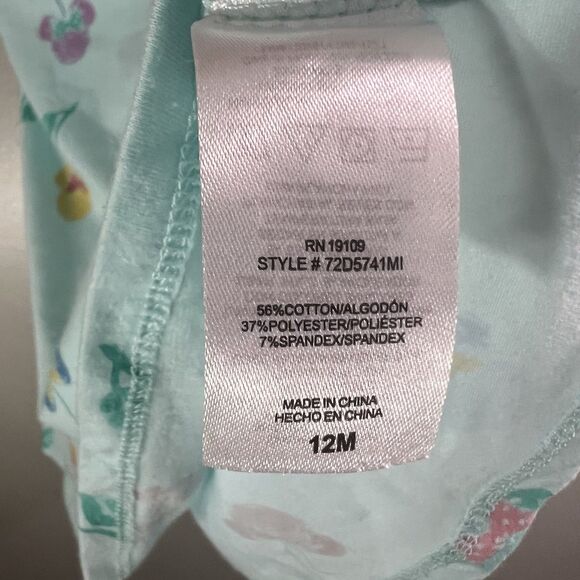 RN 19109
STYLE # 72D5741MI
56%COTTON/ALGODÓN
37%POLYESTER/POLIÉSTER
7%SPANDEX/SPANDEX
MADE IN CHINA
HECHO EN CHINA
12M